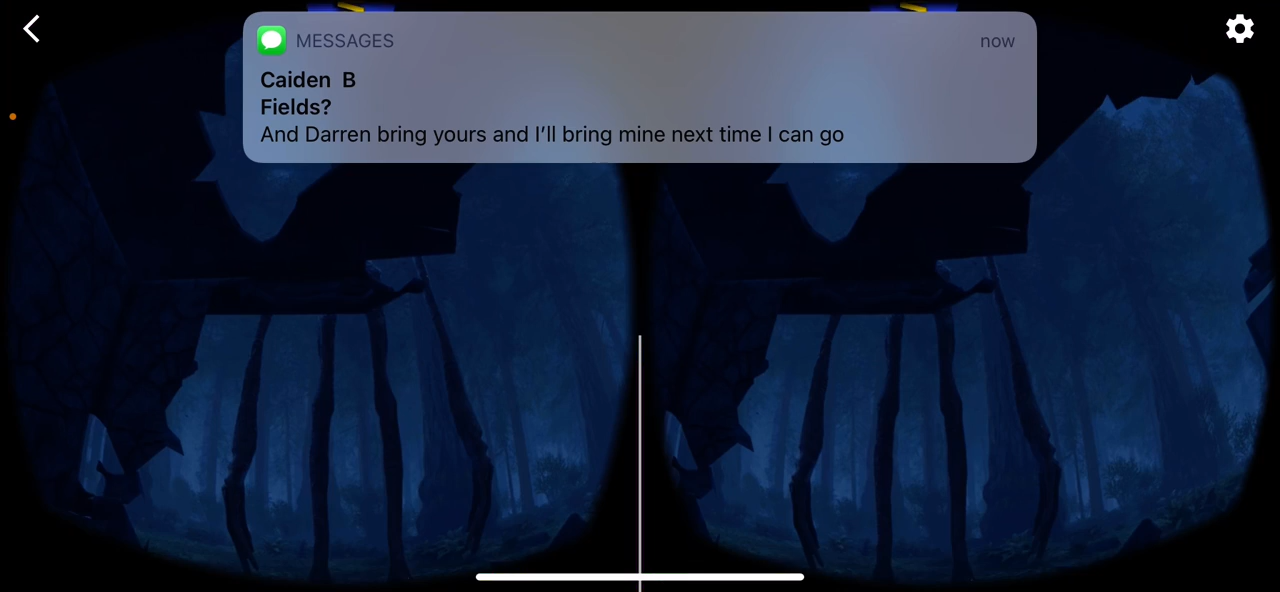 MESSAGES now
Caiden B
Fields?
And Darren bring yours and I’ll bring mine next time I can go